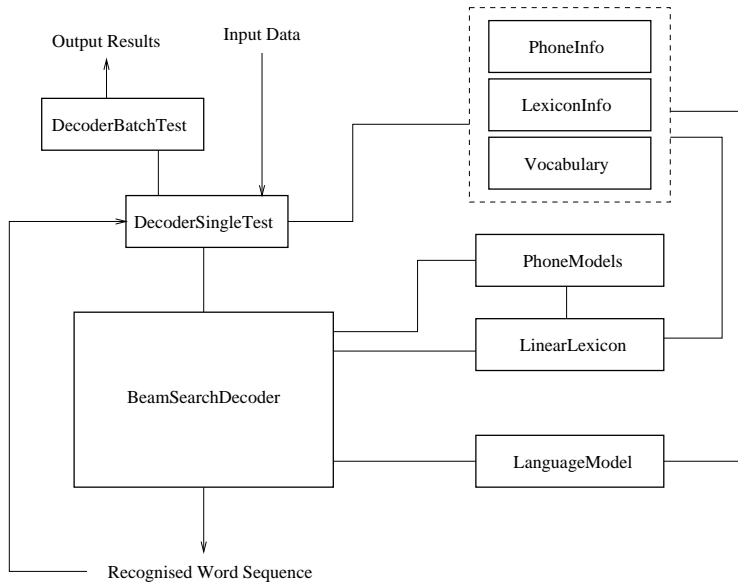 Output Results
Input Data
PhoneInfo
LexiconInfo
Vocabulary
DecoderBatchTest
DecoderSingleTest
PhoneModels
LinearLexicon
BeamSearchDecoder
LanguageModel
Recognised Word Sequence